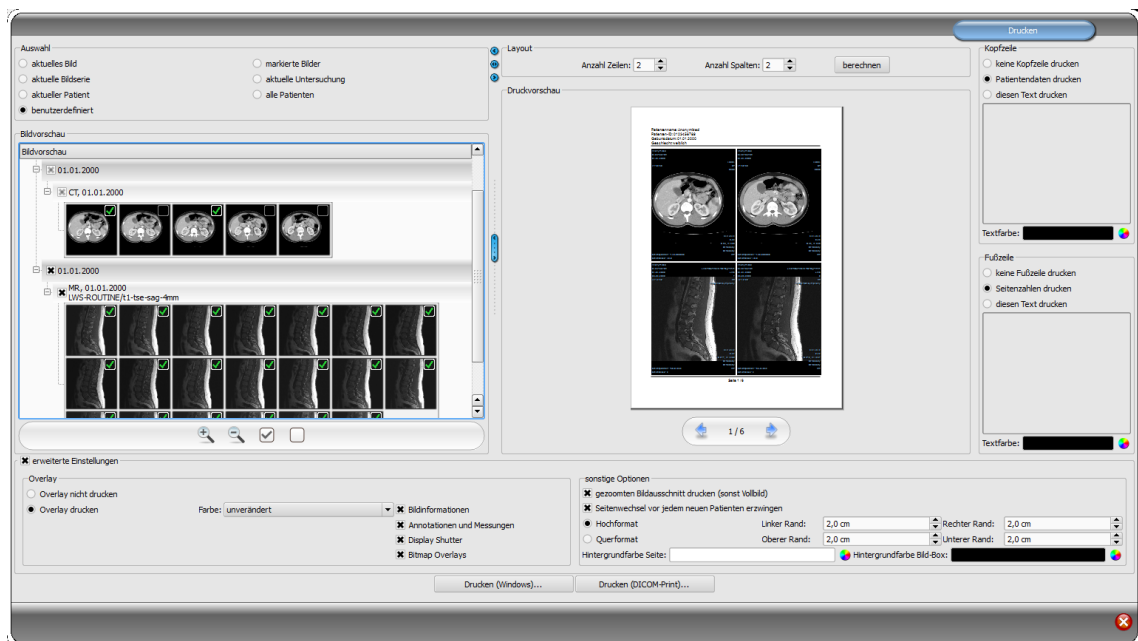 Drucken
Auswahl
aktuelles Bild
markierte Bilder
aktuelle Bildserie
aktuelle Untersuchung
aktueller Patient
alle Patienten
benutzerdefiniert
Layout
Anzahl Zeilen: 2
Anzahl Spalten: 2
berechnen
Kopfzeile
keine Kopfzeile drucken
Patientendaten drucken
diesen Text drucken
Textfarbe:
Bildvorschau
Bildvorschau
01.01.2000
CT, 01.01.2000
01.01.2000
MR, 01.01.2000
LWS-ROUTINE/t1-tse-sag-4mm
Druckvorschau
Seite 1 / 6
1/6
Fußzeile
keine Fußzeile drucken
Seitenzahlen drucken
diesen Text drucken
Textfarbe:
erweiterte Einstellungen
Overlay
Overlay nicht drucken
Overlay drucken
Farbe: unverändert
Bildinformationen
Annotationen und Messungen
Display Shutter
Bitmap Overlays
sonstige Optionen
gezoomten Bildausschnitt drucken (sonst Vollbild)
Seitenwechsel vor jedem neuen Patienten erzwingen
Hochformat
Linker Rand: 2,0 cm
Rechter Rand: 2,0 cm
Querformat
Oberer Rand: 2,0 cm
Unterer Rand: 2,0 cm
Hintergrundfarbe Seite:
Hintergrundfarbe Bild-Box:
Drucken (Windows)...
Drucken (DICOM-Print)...